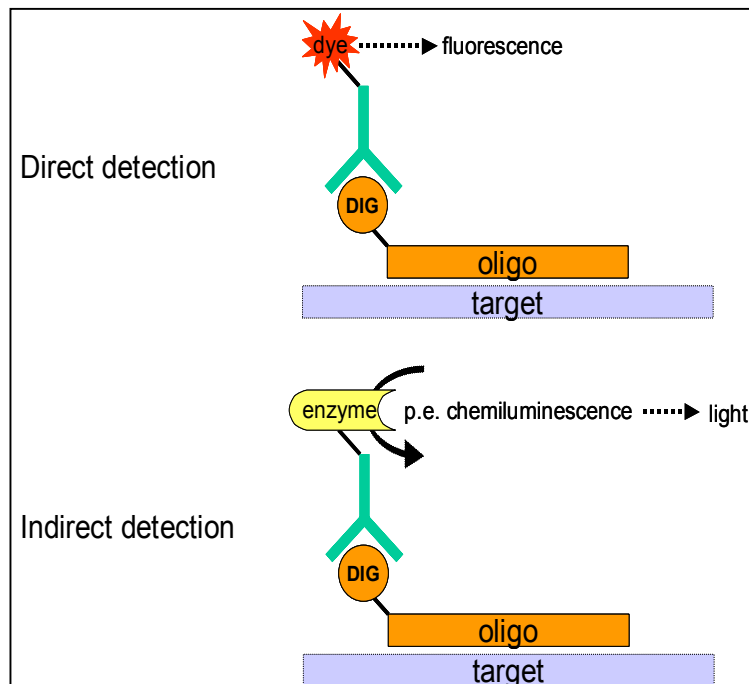 dye
fluorescence
Direct detection
DIG
oligo
target
enzyme
p.e. chemiluminescence
light
Indirect detection
DIG
oligo
target